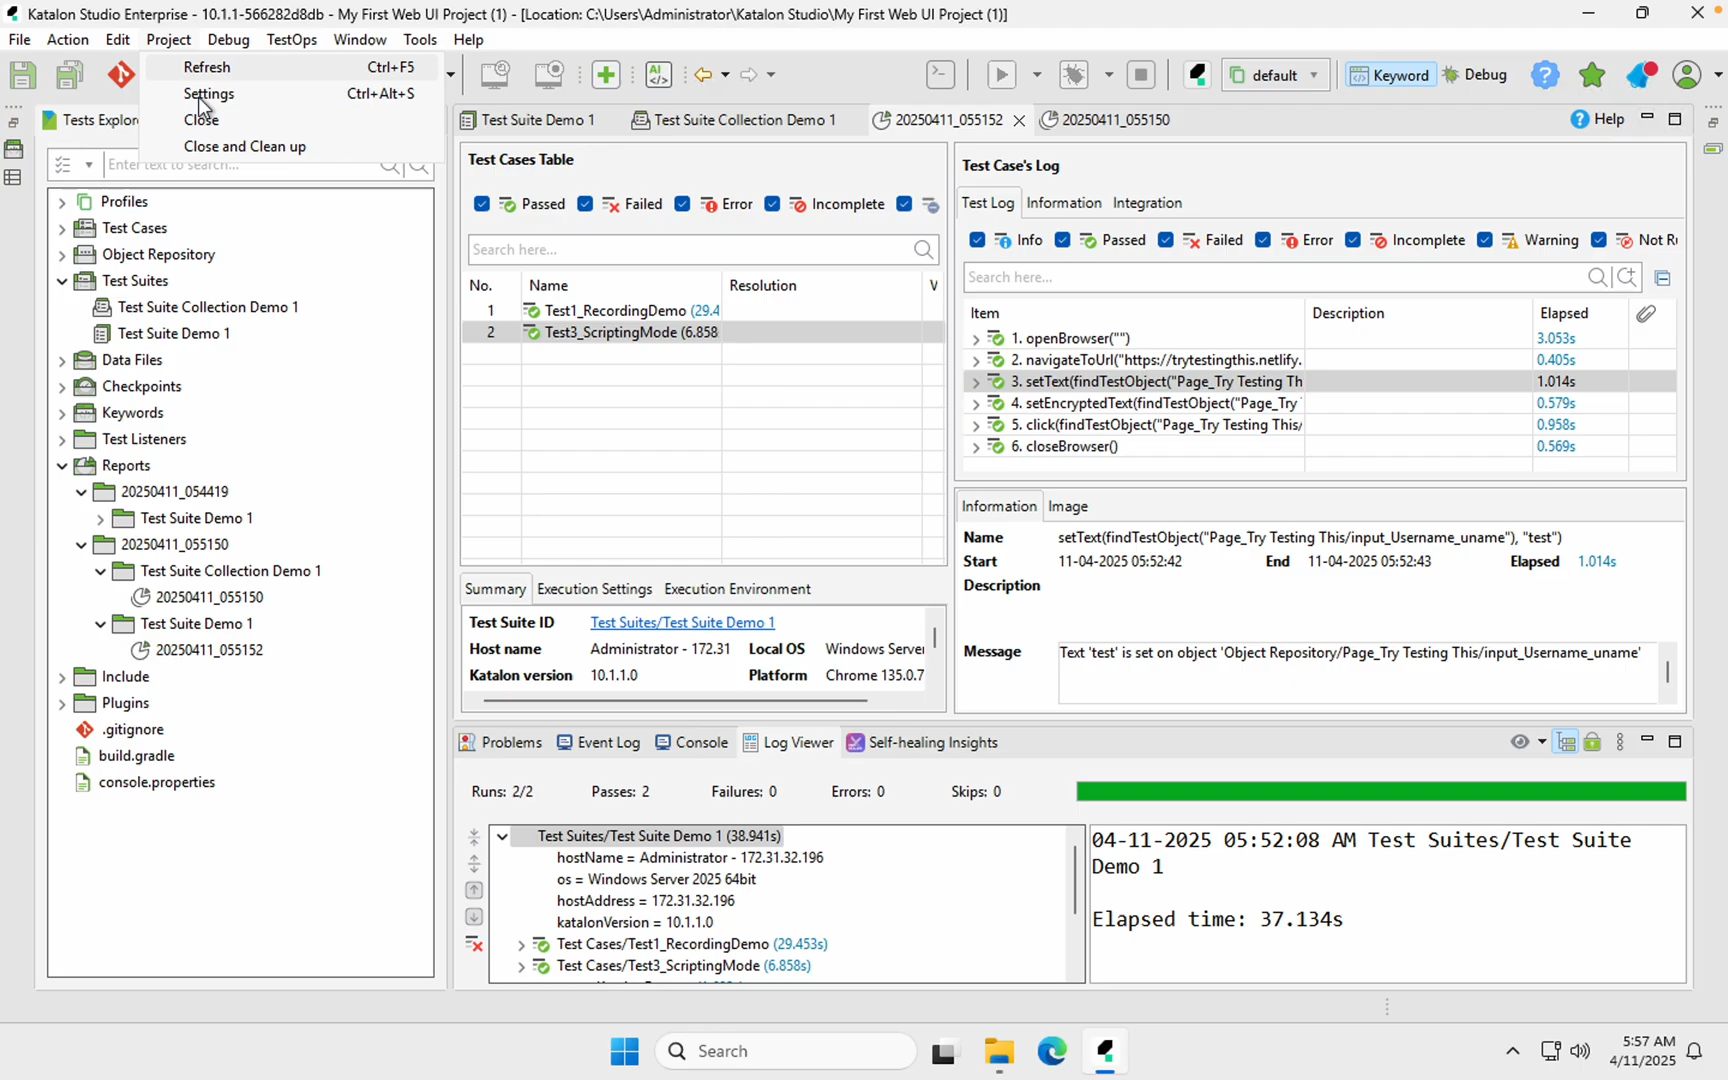 Katalon Studio Enterprise - 10.1.1-566282d8db - My First Web UI Project (1) - [Location: C:\Users\Administrator\Katalon Studio\My First Web UI Project (1)]
File Action Edit Project Debug TestOps Window Tools Help
Refresh Ctrl+F5
Settings Ctrl+Alt+S
Close
Close and Clean up
default Keyword Debug
Tests Explor
Test Suite Demo 1 Test Suite Collection Demo 1 20250411_055152 20250411_055150 Help
Enter text to search...
Profiles
Test Cases
Object Repository
Test Suites
Test Suite Collection Demo 1
Test Suite Demo 1
Data Files
Checkpoints
Keywords
Test Listeners
Reports
20250411_054419
Test Suite Demo 1
20250411_055150
Test Suite Collection Demo 1
20250411_055150
Test Suite Demo 1
20250411_055152
Include
Plugins
.gitignore
build.gradle
console.properties
Test Cases Table
Passed Failed Error Incomplete
Search here...
No. Name Resolution V
1 Test1_RecordingDemo (29.4
2 Test3_ScriptingMode (6.858
Summary Execution Settings Execution Environment
Test Suite ID Test Suites/Test Suite Demo 1
Host name Administrator - 172.31 Local OS Windows Server
Katalon version 10.1.1.0 Platform Chrome 135.0.7
Test Case's Log
Test Log Information Integration
Info Passed Failed Error Incomplete Warning Not Ru
Search here...
Item Description Elapsed
1. openBrowser("") 3.053s
2. navigateToUrl("https://trytestingthis.netlify. 0.405s
3. setText(findTestObject("Page_Try Testing Th 1.014s
4. setEncryptedText(findTestObject("Page_Try 0.579s
5. click(findTestObject("Page_Try Testing This/ 0.958s
6. closeBrowser() 0.569s
Information Image
Name setText(findTestObject("Page_Try Testing This/input_Username_uname"), "test")
Start 11-04-2025 05:52:42 End 11-04-2025 05:52:43 Elapsed 1.014s
Description
Message Text 'test' is set on object 'Object Repository/Page_Try Testing This/input_Username_uname'
Problems Event Log Console Log Viewer Self-healing Insights
Runs: 2/2 Passes: 2 Failures: 0 Errors: 0 Skips: 0
Test Suites/Test Suite Demo 1 (38.941s)
hostName = Administrator - 172.31.32.196
os = Windows Server 2025 64bit
hostAddress = 172.31.32.196
katalonVersion = 10.1.1.0
Test Cases/Test1_RecordingDemo (29.453s)
Test Cases/Test3_ScriptingMode (6.858s)
04-11-2025 05:52:08 AM Test Suites/Test Suite
Demo 1
Elapsed time: 37.134s
Search
5:57 AM
4/11/2025